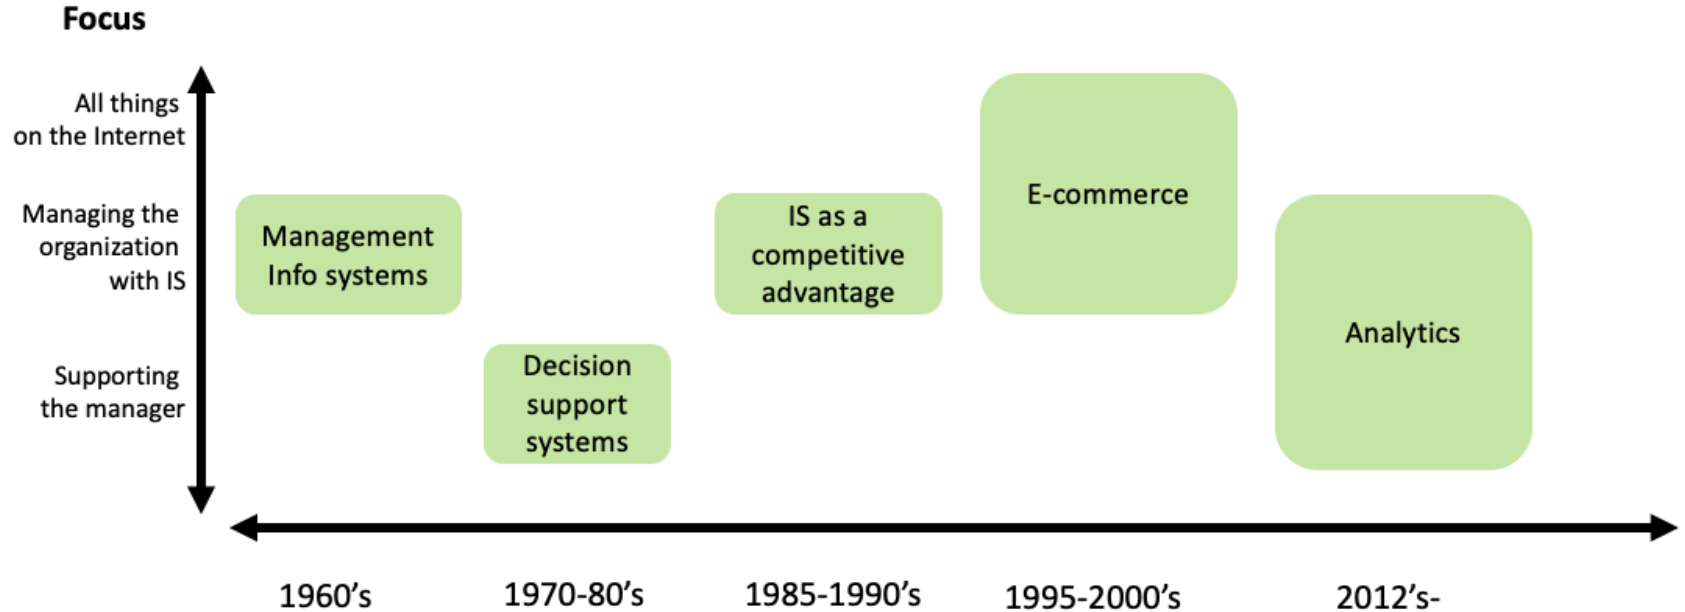 Focus
All things
on the Internet
Managing the
organization
with IS
Supporting
the manager
Management
Info systems
Decision
support
systems
IS as a
competitive
advantage
E-commerce
Analytics
1960’s
1970-80’s
1985-1990’s
1995-2000’s
2012’s-